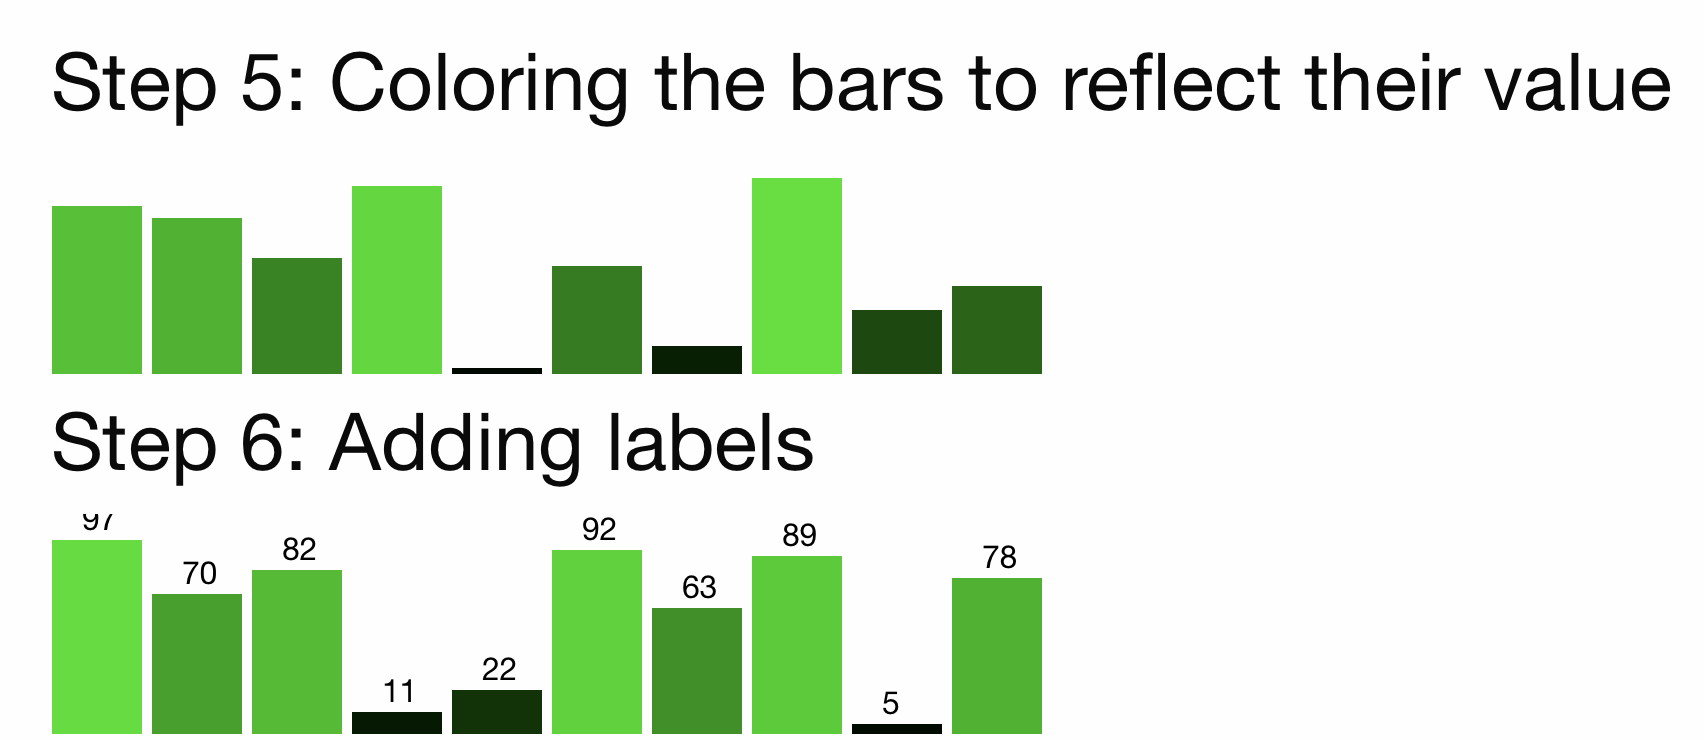 Step 5: Coloring the bars to reflect their value
Step 6: Adding labels
97 70 82 11 22 92 63 89 5 78